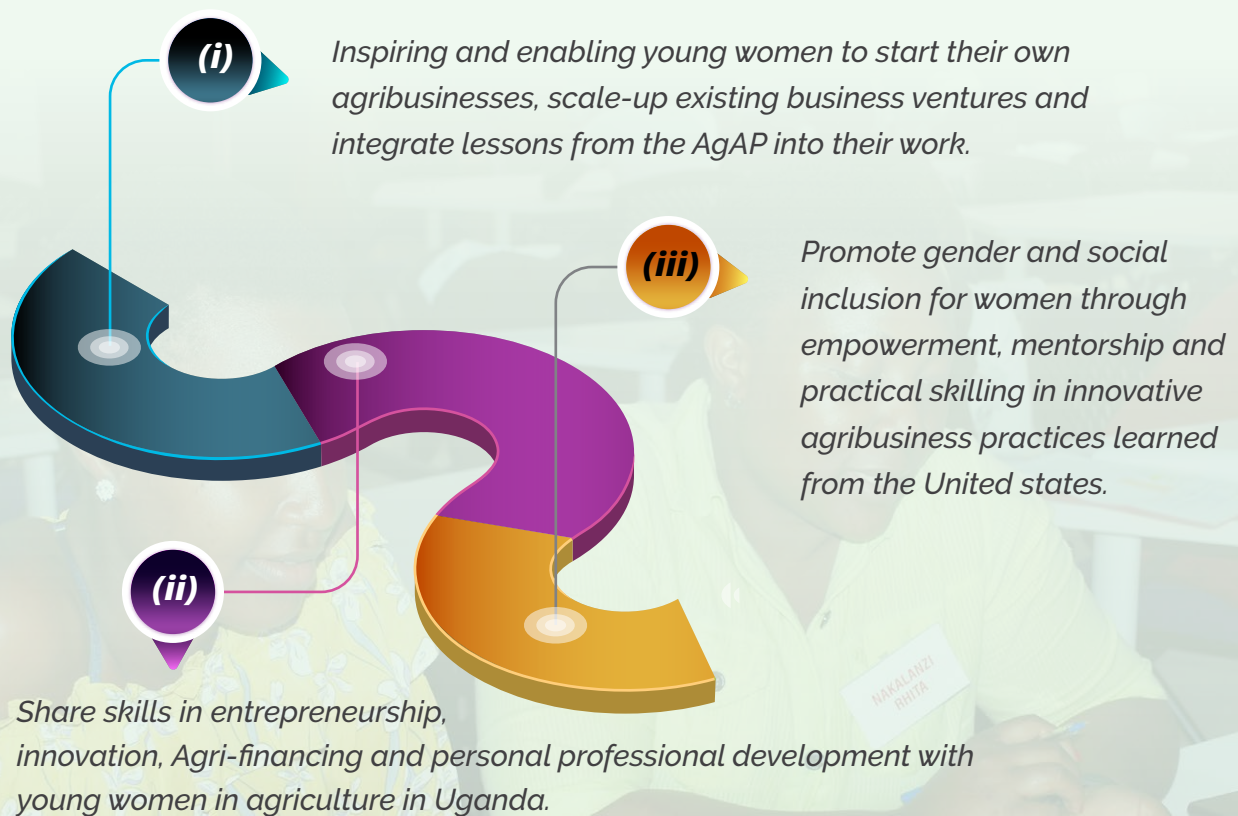 (i)
Inspiring and enabling young women to start their own
agribusinesses, scale-up existing business ventures and
integrate lessons from the AgAP into their work.
(iii)
Promote gender and social
inclusion for women through
empowerment, mentorship and
practical skilling in innovative
agribusiness practices learned
from the United states.
(ii)
Share skills in entrepreneurship,
innovation, Agri-financing and personal professional development with
young women in agriculture in Uganda.
NAKALANZI
RHITA